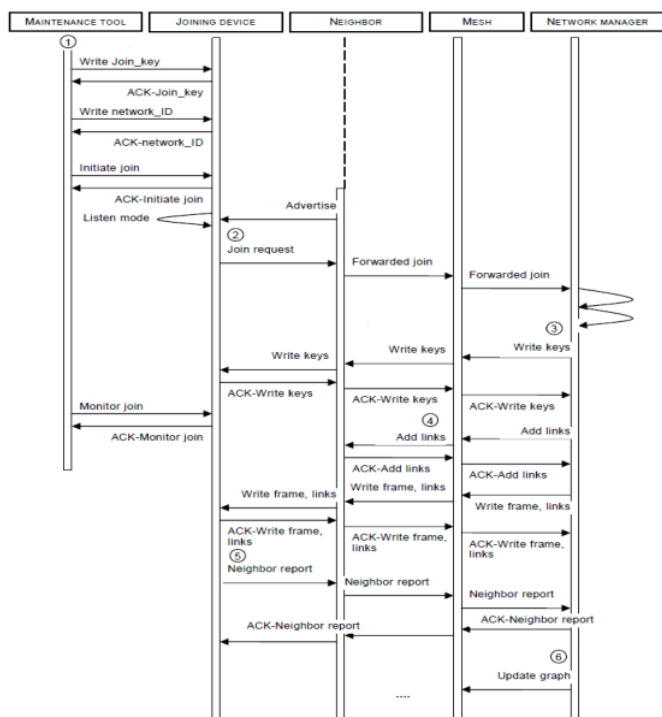 MAINTENANCE TOOL JOINING DEVICE NEIGHBOR MESH NETWORK MANAGER
1
Write Join_key
ACK-Join_key
Write network_ID
ACK-network_ID
Initiate join
ACK-Initiate join
Advertise
Listen mode
2
Join request
Forwarded join
Forwarded join
3
Write keys
Write keys
Write keys
ACK-Write keys
ACK-Write keys
ACK-Write keys
Monitor join
ACK-Monitor join
4
Add links
Add links
ACK-Add links
ACK-Add links
Write frame, links
Write frame, links
Write frame, links
ACK-Write frame,
links
ACK-Write frame,
links
ACK-Write frame,
links
5
Neighbor report
Neighbor report
Neighbor report
ACK-Neighbor report
ACK-Neighbor report
6
Update graph
....